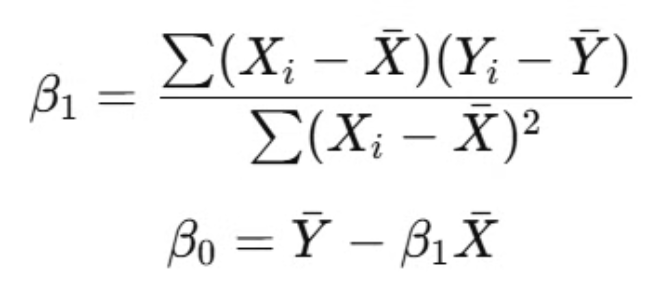 β₁ = ∑(Xᵢ − X̄)(Yᵢ − Ȳ) / ∑(Xᵢ − X̄)²
β₀ = Ȳ − β₁X̄